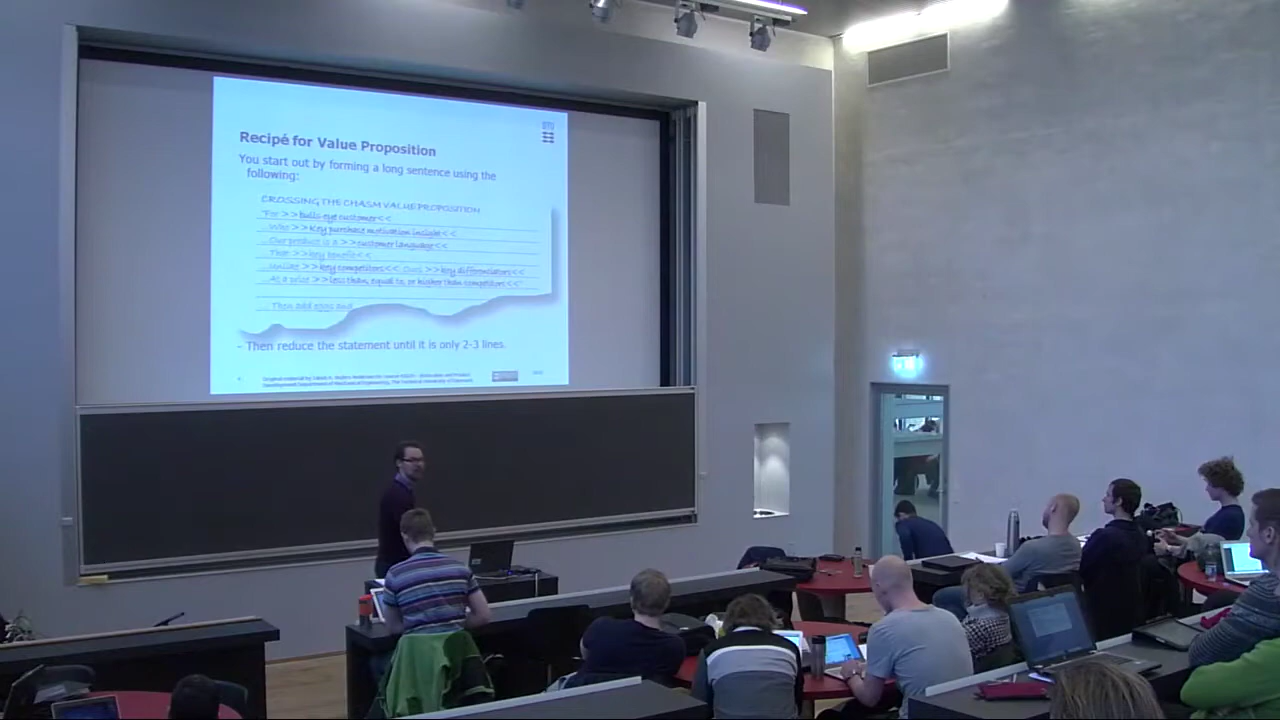 Recipé for Value Proposition
You start out by forming a long sentence using the
following:
CROSSING THE CHASM VALUE PROPOSITION
"For >>bulls eye customer<<
...Who >>Key purchase motivation insight<<
...Our product is a >>customer language<<
...That >>key benefit<<
...Unlike >>key competitors<< Ours >>key differentiators<<
...At a price >>less than, equal to, or higher than competitors<<"
... Then add eggs and
- Then reduce the statement until it is only 2-3 lines.